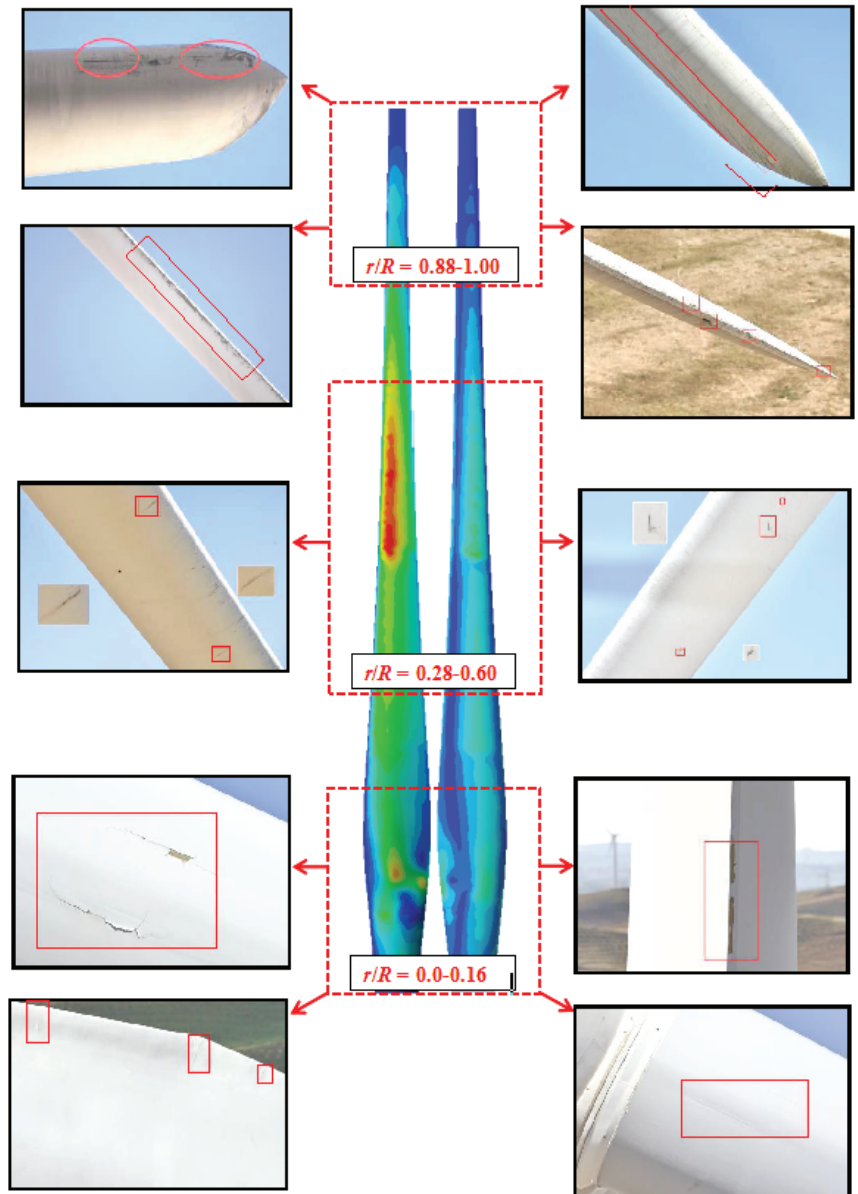 r/R = 0.88-1.00
r/R = 0.28-0.60
r/R = 0.0-0.16